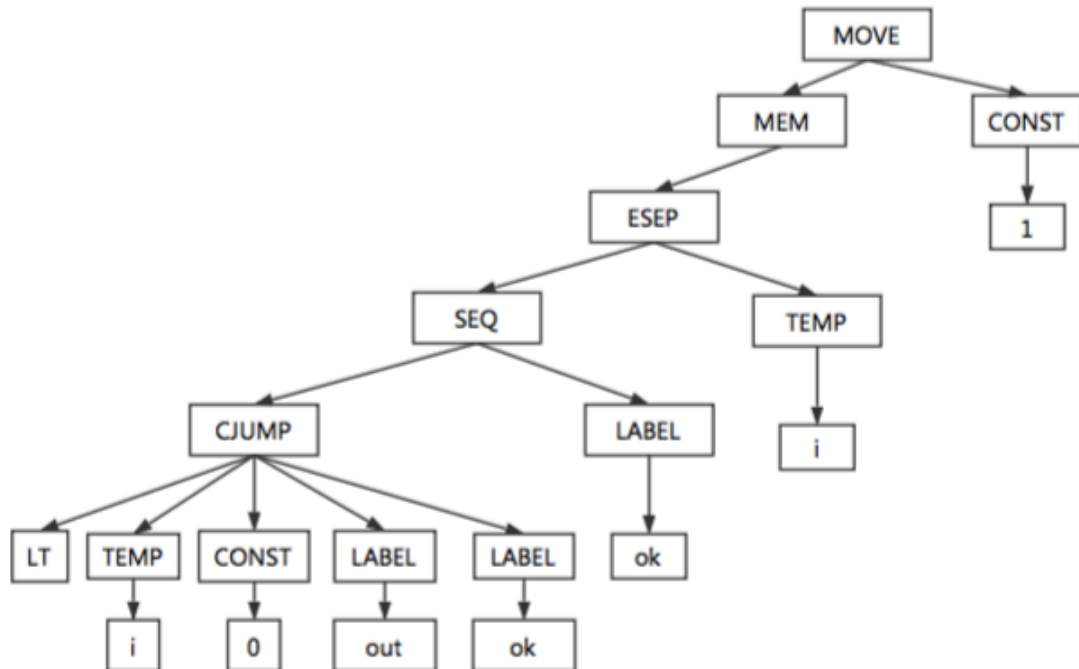 MOVE
MEM CONST
ESEP 1
SEQ TEMP
CJUMP LABEL i
LT TEMP CONST LABEL LABEL ok
i 0 out ok